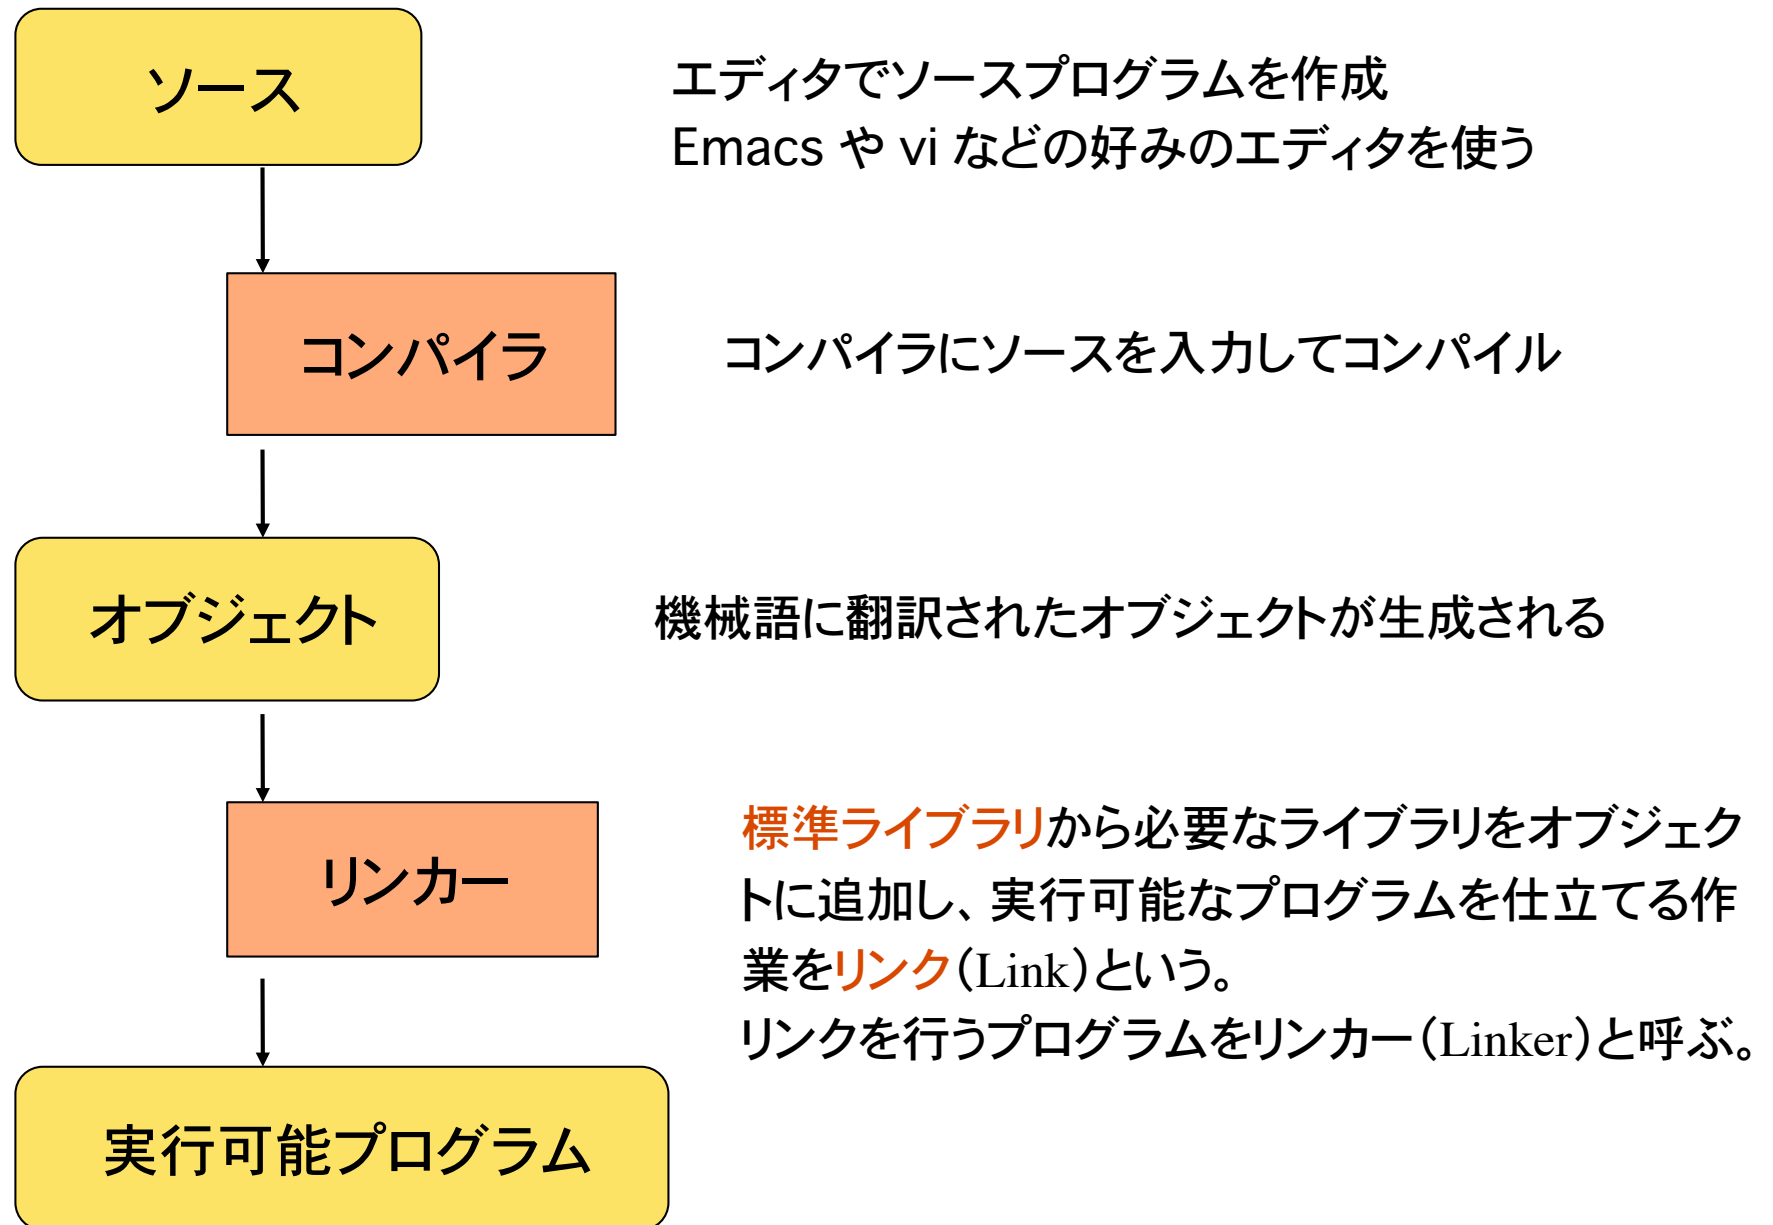 ソース
エディタでソースプログラムを作成
Emacs や vi などの好みのエディタを使う
コンパイラ
コンパイラにソースを入力してコンパイル
オブジェクト
機械語に翻訳されたオブジェクトが生成される
リンカー
標準ライブラリから必要なライブラリをオブジェク
トに追加し、実行可能なプログラムを仕立てる作
業をリンク（Link）という。
リンクを行うプログラムをリンカー（Linker）と呼ぶ。
実行可能プログラム